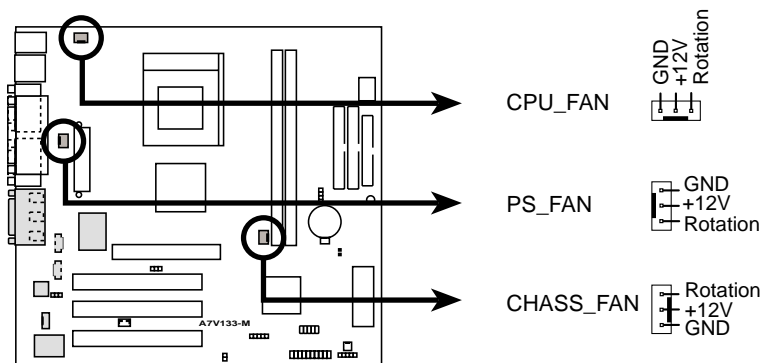 GND
+12V
Rotation
CPU_FAN
PS_FAN
GND
+12V
Rotation
CHASS_FAN
Rotation
+12V
GND
A7V133-M